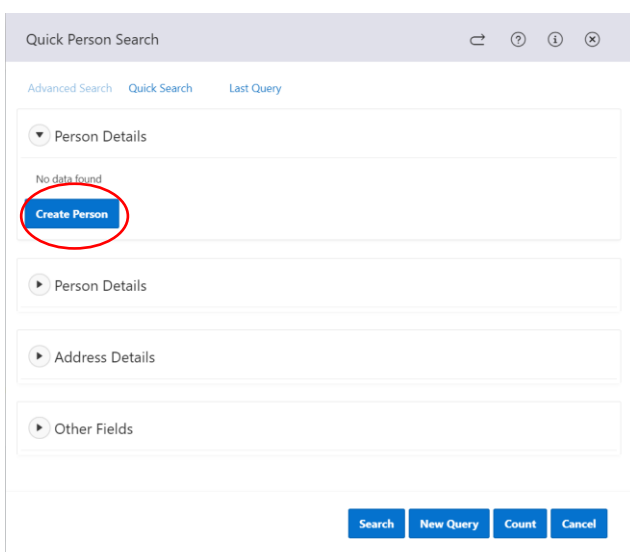 Quick Person Search
Advanced Search Quick Search Last Query
Person Details
No data found
Create Person
Person Details
Address Details
Other Fields
Search New Query Count Cancel